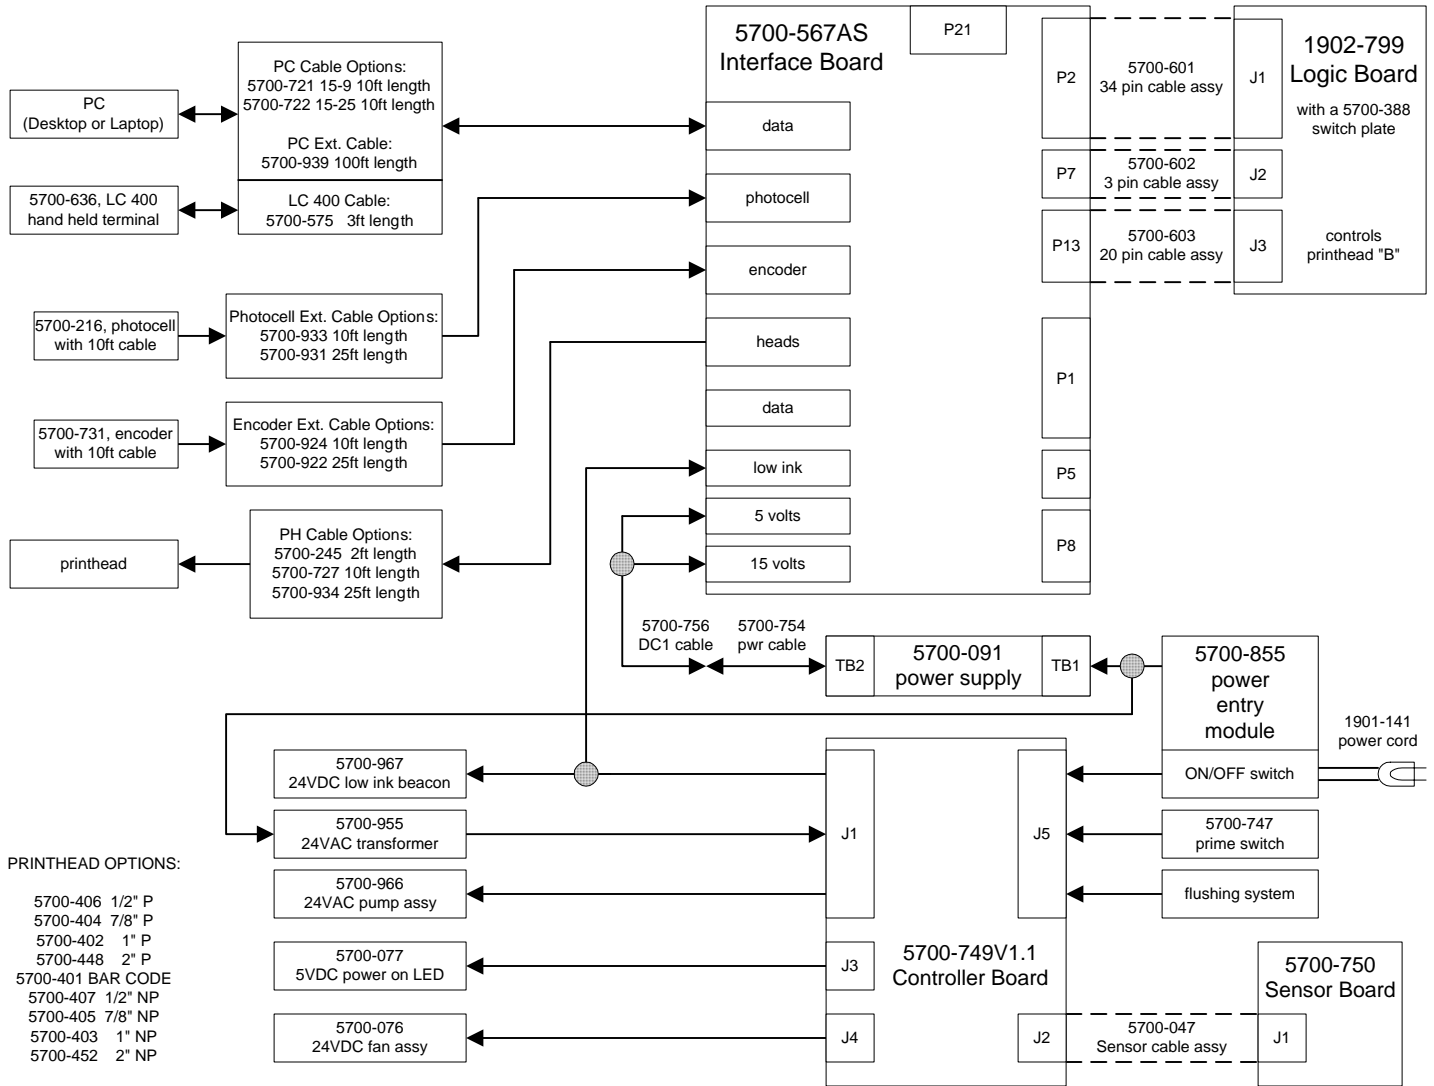 5700-567AS
Interface Board
P21
P2
5700-601
34 pin cable assy
J1
1902-799
Logic Board
with a 5700-388
switch plate
P7
5700-602
3 pin cable assy
J2
P13
5700-603
20 pin cable assy
J3
controls
printhead "B"
P1
P5
P8
PC
(Desktop or Laptop)
PC Cable Options:
5700-721 15-9 10ft length
5700-722 15-25 10ft length
PC Ext. Cable:
5700-939 100ft length
data
5700-636, LC 400
hand held terminal
LC 400 Cable:
5700-575 3ft length
photocell
encoder
5700-216, photocell
with 10ft cable
Photocell Ext. Cable Options:
5700-933 10ft length
5700-931 25ft length
heads
data
5700-731, encoder
with 10ft cable
Encoder Ext. Cable Options:
5700-924 10ft length
5700-922 25ft length
low ink
5 volts
15 volts
printhead
PH Cable Options:
5700-245 2ft length
5700-727 10ft length
5700-934 25ft length
5700-756
DC1 cable
5700-754
pwr cable
TB2
5700-091
power supply
TB1
5700-855
power
entry
module
ON/OFF switch
1901-141
power cord
5700-967
24VDC low ink beacon
5700-955
24VAC transformer
5700-966
24VAC pump assy
5700-077
5VDC power on LED
5700-076
24VDC fan assy
J1
J5
J3
J4
J2
5700-749V1.1
Controller Board
5700-747
prime switch
flushing system
5700-047
Sensor cable assy
5700-750
Sensor Board
J1
PRINTHEAD OPTIONS:
5700-406 1/2" P
5700-404 7/8" P
5700-402 1" P
5700-448 2" P
5700-401 BAR CODE
5700-407 1/2" NP
5700-405 7/8" NP
5700-403 1" NP
5700-452 2" NP